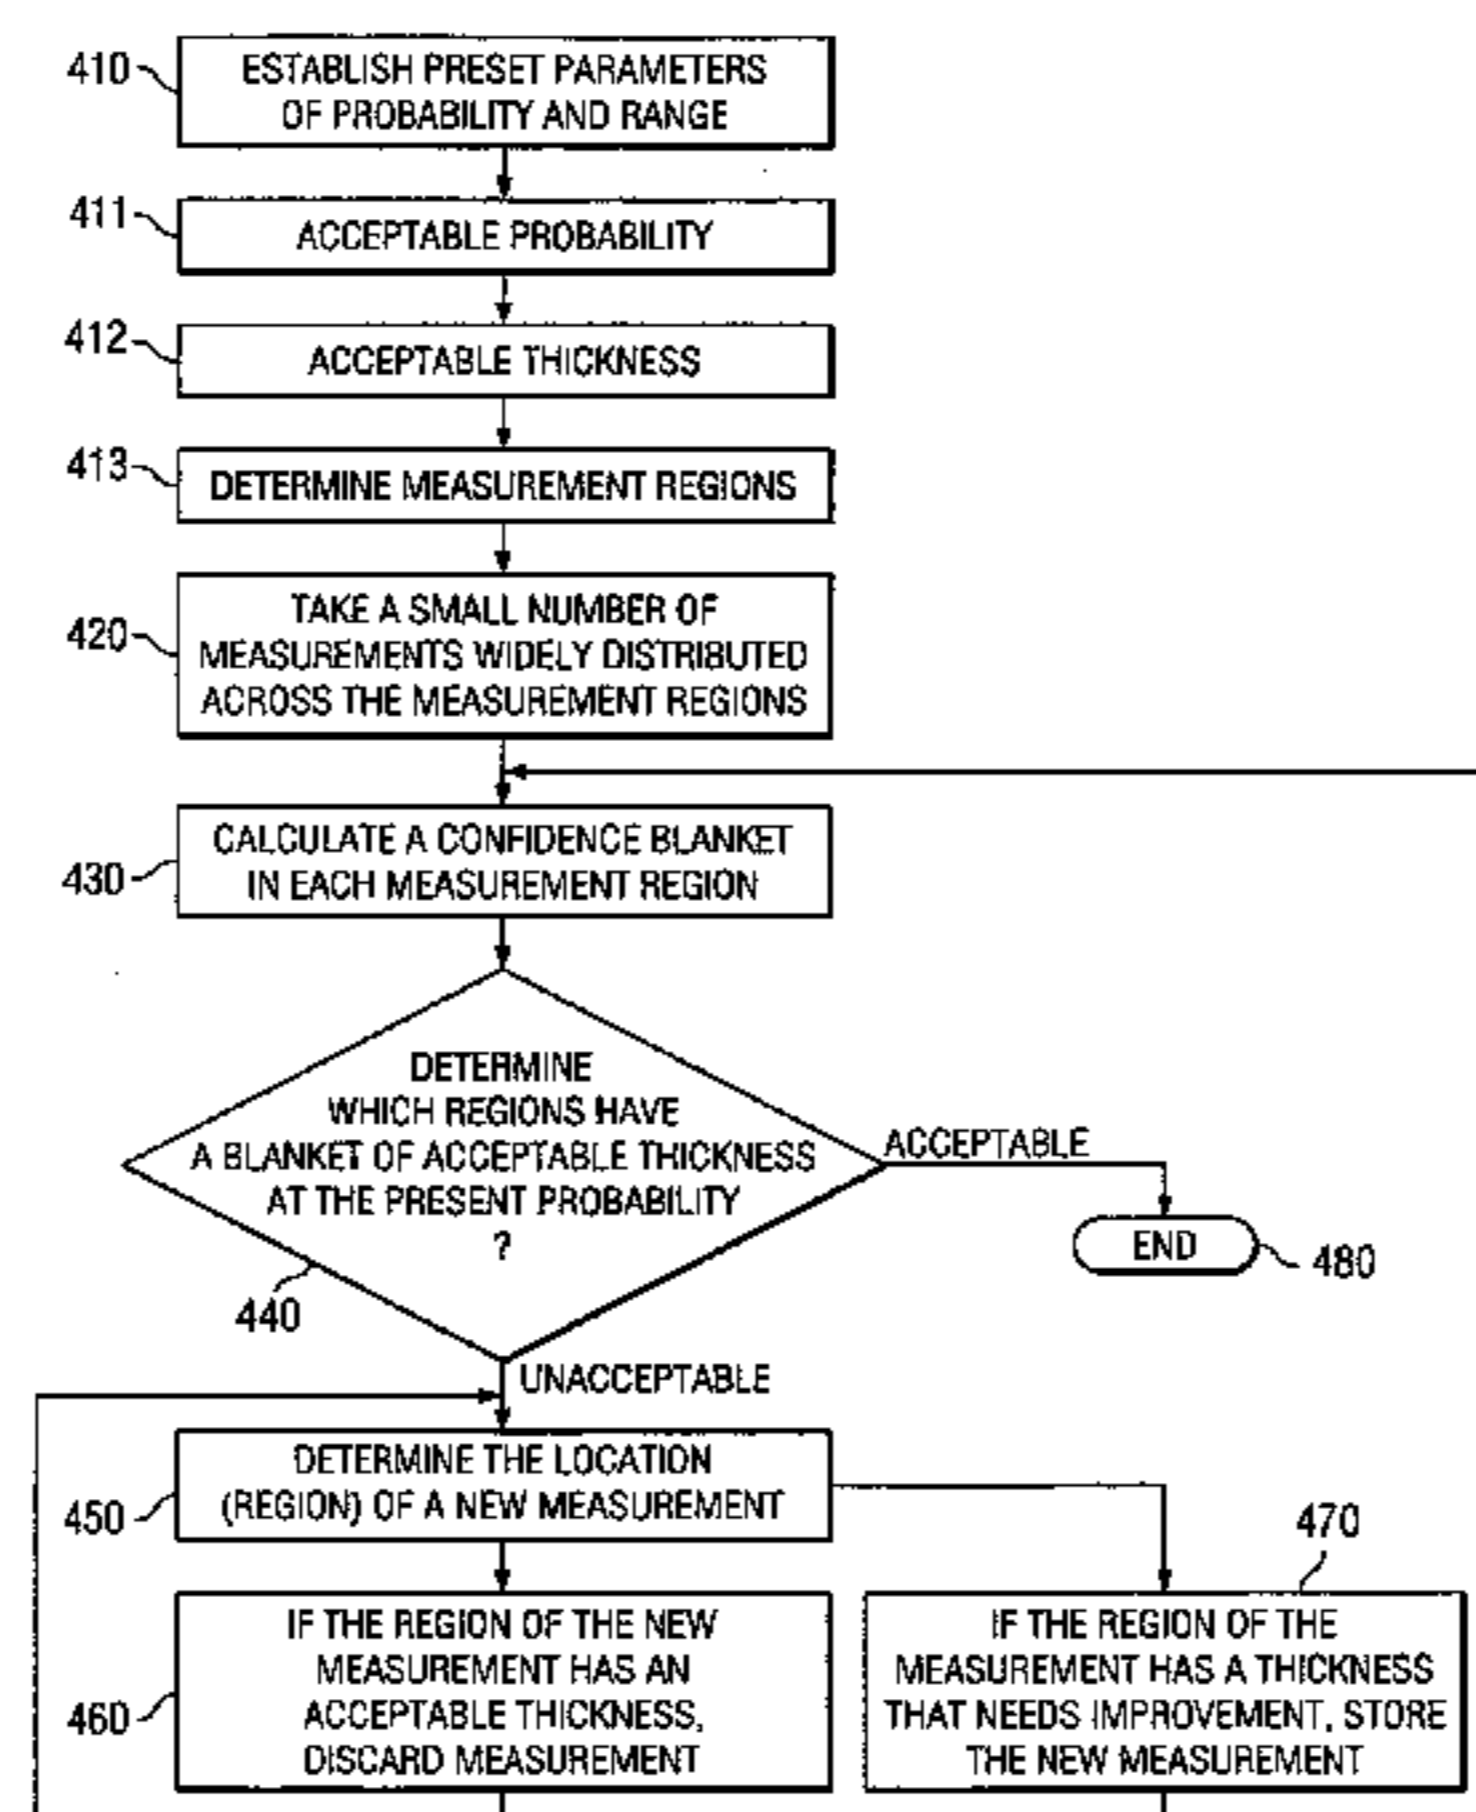 410
ESTABLISH PRESET PARAMETERS
OF PROBABILITY AND RANGE
411
ACCEPTABLE PROBABILITY
412
ACCEPTABLE THICKNESS
413
DETERMINE MEASUREMENT REGIONS
420
TAKE A SMALL NUMBER OF
MEASUREMENTS WIDELY DISTRIBUTED
ACROSS THE MEASUREMENT REGIONS
430
CALCULATE A CONFIDENCE BLANKET
IN EACH MEASUREMENT REGION
DETERMINE
WHICH REGIONS HAVE
A BLANKET OF ACCEPTABLE THICKNESS
AT THE PRESENT PROBABILITY
?
440
ACCEPTABLE
END
480
UNACCEPTABLE
450
DETERMINE THE LOCATION
(REGION) OF A NEW MEASUREMENT
460
IF THE REGION OF THE NEW
MEASUREMENT HAS AN
ACCEPTABLE THICKNESS,
DISCARD MEASUREMENT
470
IF THE REGION OF THE
MEASUREMENT HAS A THICKNESS
THAT NEEDS IMPROVEMENT, STORE
THE NEW MEASUREMENT